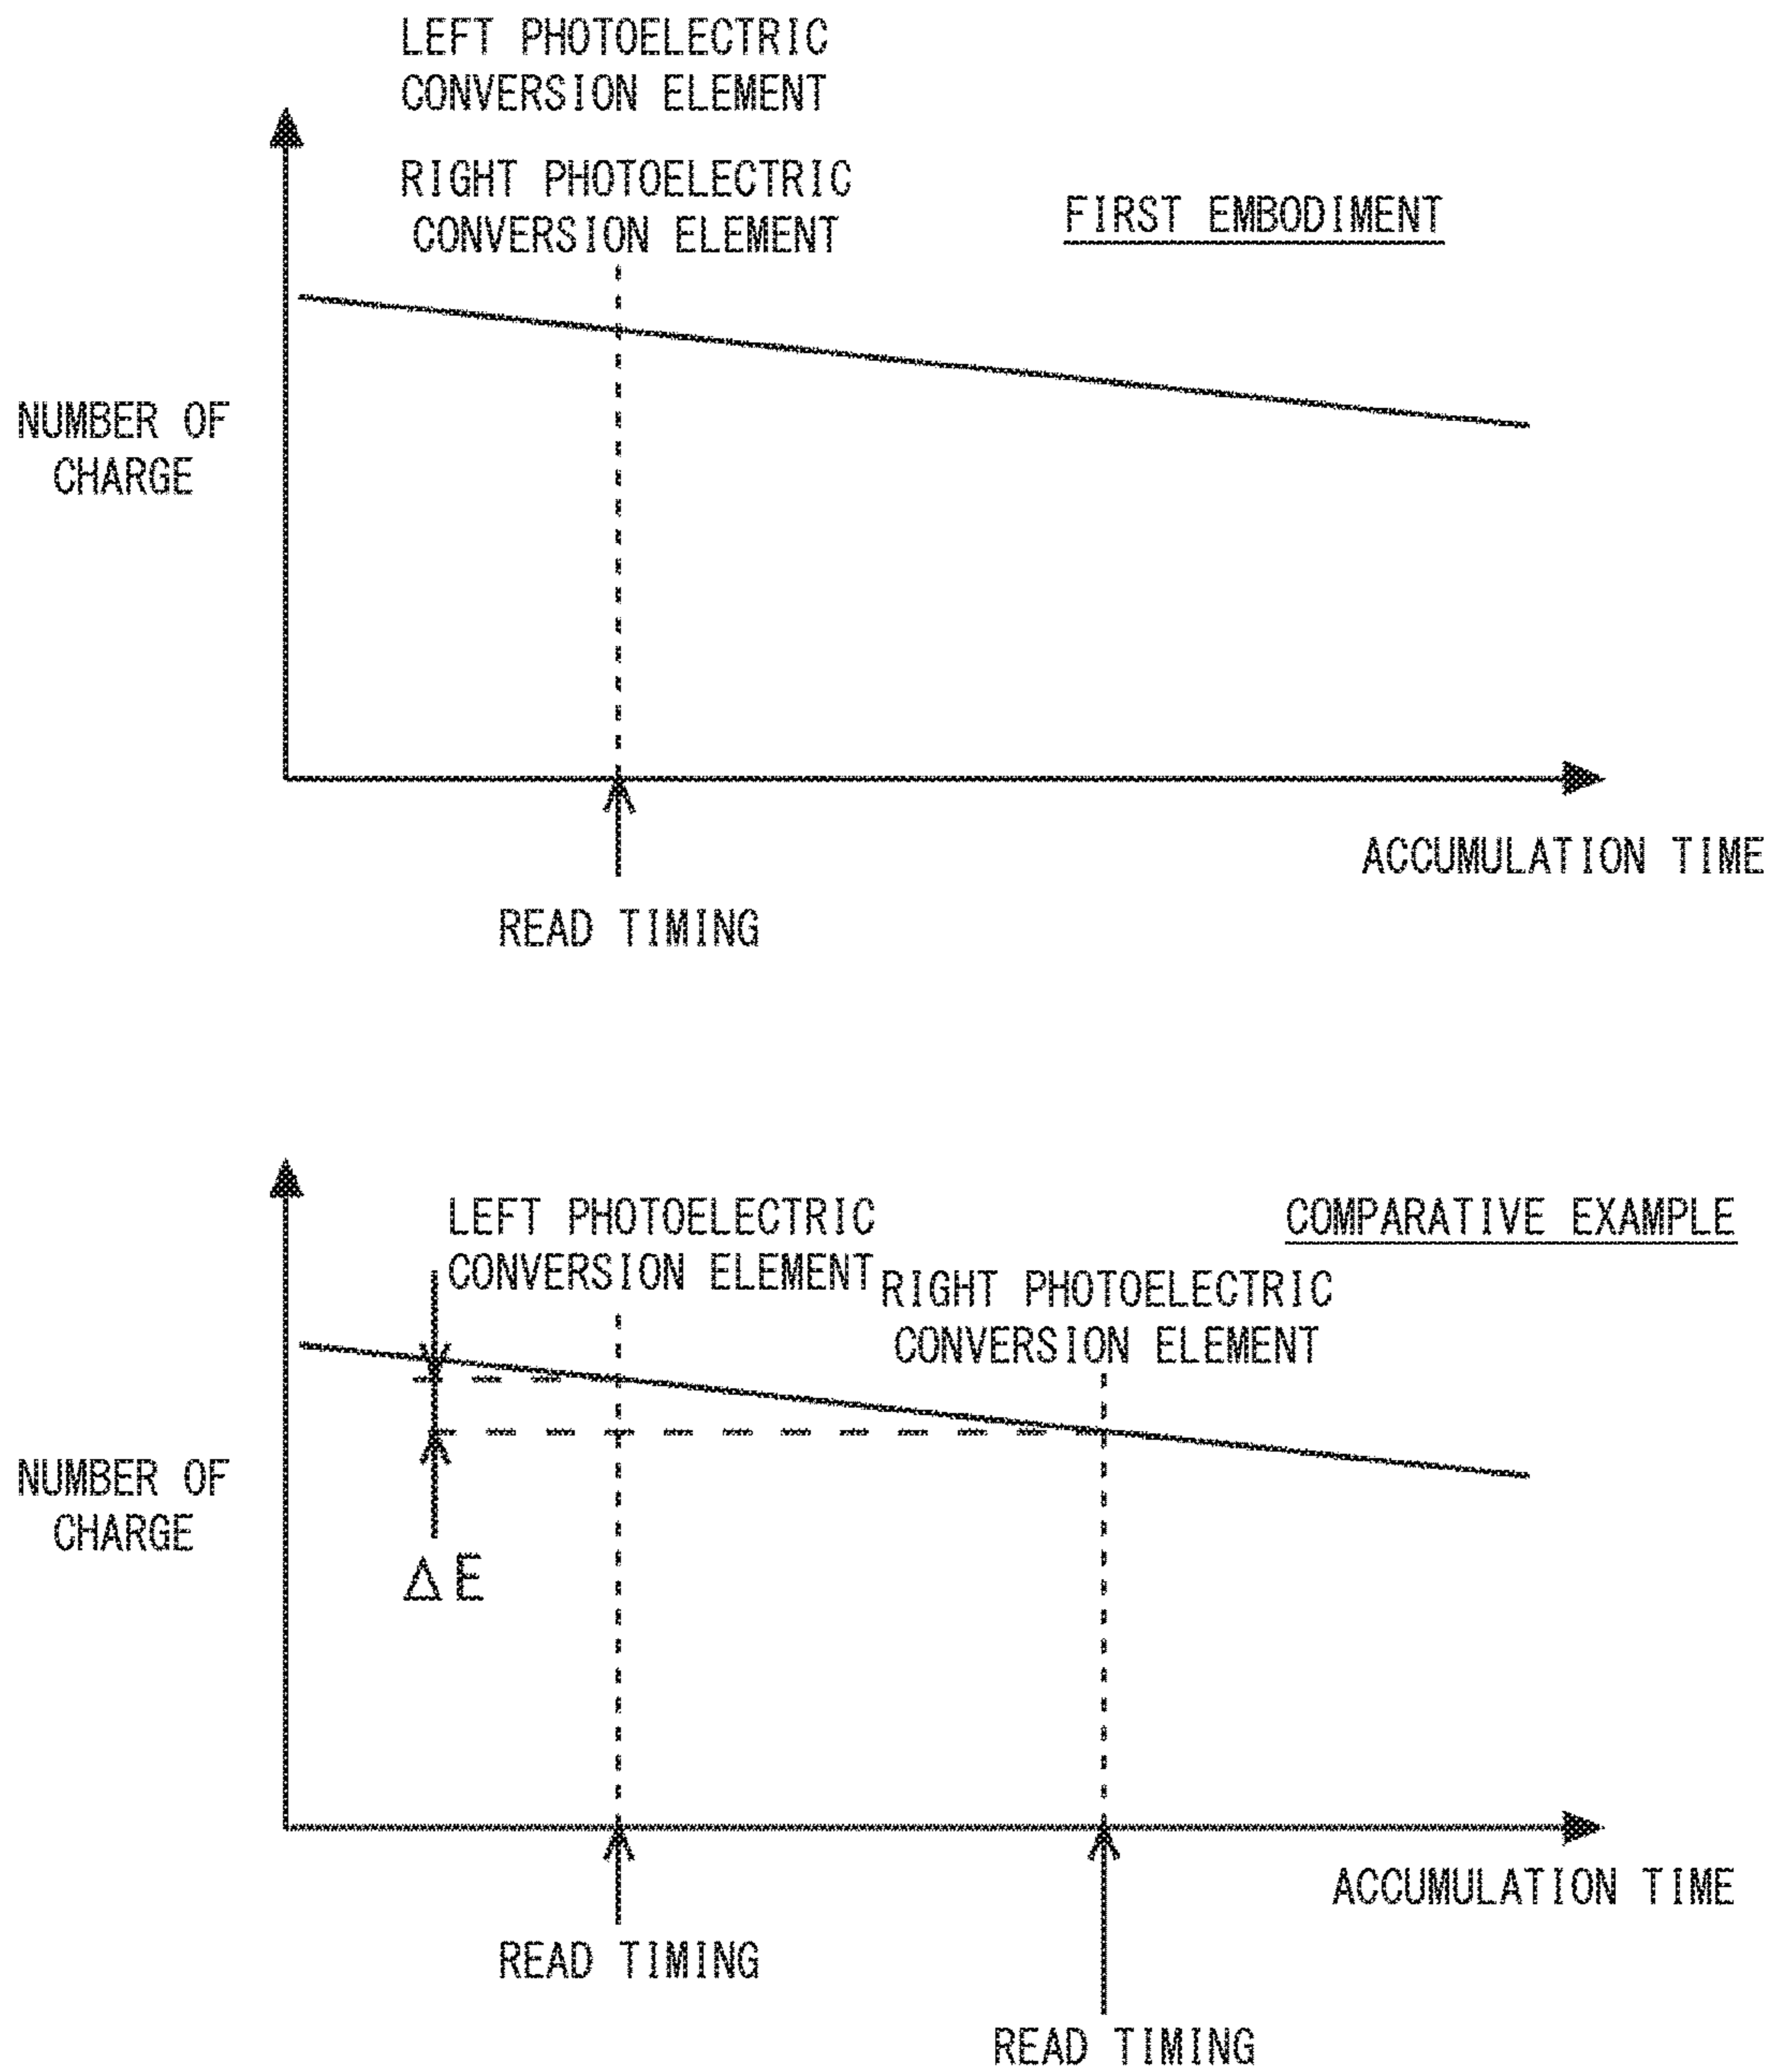 LEFT PHOTOELECTRIC
CONVERSION ELEMENT
RIGHT PHOTOELECTRIC
CONVERSION ELEMENT
FIRST EMBODIMENT
NUMBER OF
CHARGE
ACCUMULATION TIME
READ TIMING
LEFT PHOTOELECTRIC
CONVERSION ELEMENT
COMPARATIVE EXAMPLE
RIGHT PHOTOELECTRIC
CONVERSION ELEMENT
NUMBER OF
CHARGE
ΔE
ACCUMULATION TIME
READ TIMING
READ TIMING